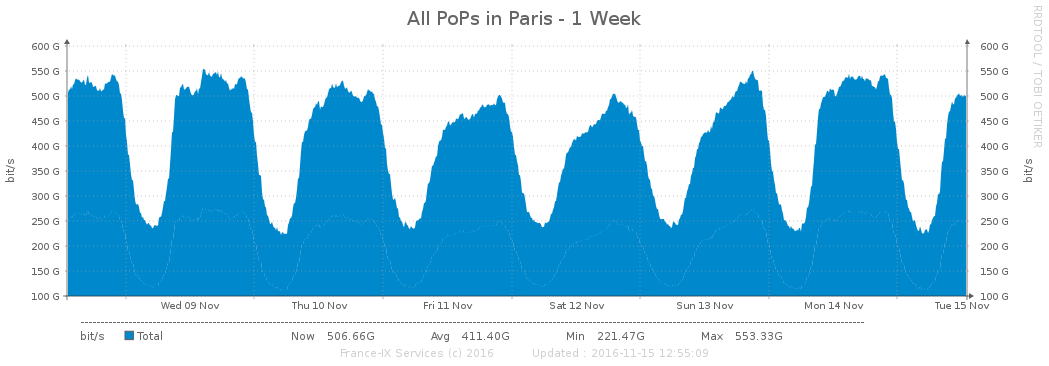 All PoPs in Paris - 1 Week
RRDTOOL / TOBI OETIKER
600 G 600 G
550 G 550 G
500 G 500 G
450 G 450 G
400 G 400 G
350 G 350 G
300 G 300 G
250 G 250 G
200 G 200 G
150 G 150 G
100 G 100 G
bit/s
bit/s
Wed 09 Nov Thu 10 Nov Fri 11 Nov Sat 12 Nov Sun 13 Nov Mon 14 Nov Tue 15 Nov
bit/s Total Now 506.66G Avg 411.40G Min 221.47G Max 553.33G
France-IX Services (c) 2016 Updated : 2016-11-15 12:55:09